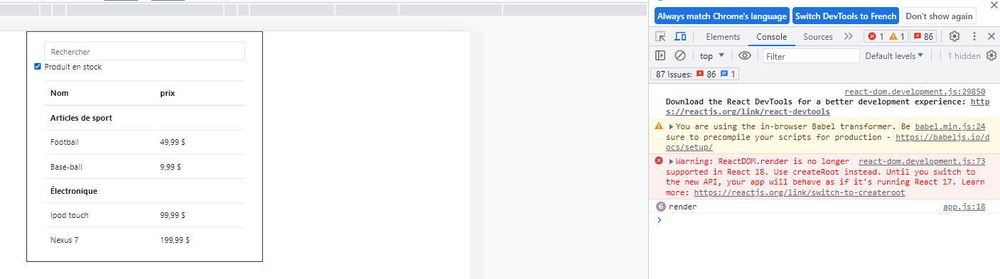 Always match Chrome's language Switch DevTools to French Don't show again
Elements Console Sources 1 1 86
top Filter Default levels 1 hidden
87 Issues: 86 1
Rechercher
Produit en stock
Nom prix
Articles de sport
Football 49,99 $
Base-ball 9,99 $
Électronique
Ipod touch 99,99 $
Nexus 7 199,99 $
react-dom.development.js:29850
Download the React DevTools for a better development experience: http
s://reactjs.org/link/react-devtools
You are using the in-browser Babel transformer. Be babel.min.js:24
sure to precompile your scripts for production - https://babeljs.io/d
ocs/setup/
Warning: ReactDOM.render is no longer react-dom.development.js:73
supported in React 18. Use createRoot instead. Until you switch to
the new API, your app will behave as if it's running React 17. Learn
more: https://reactjs.org/link/switch-to-createroot
6 render app.js:18